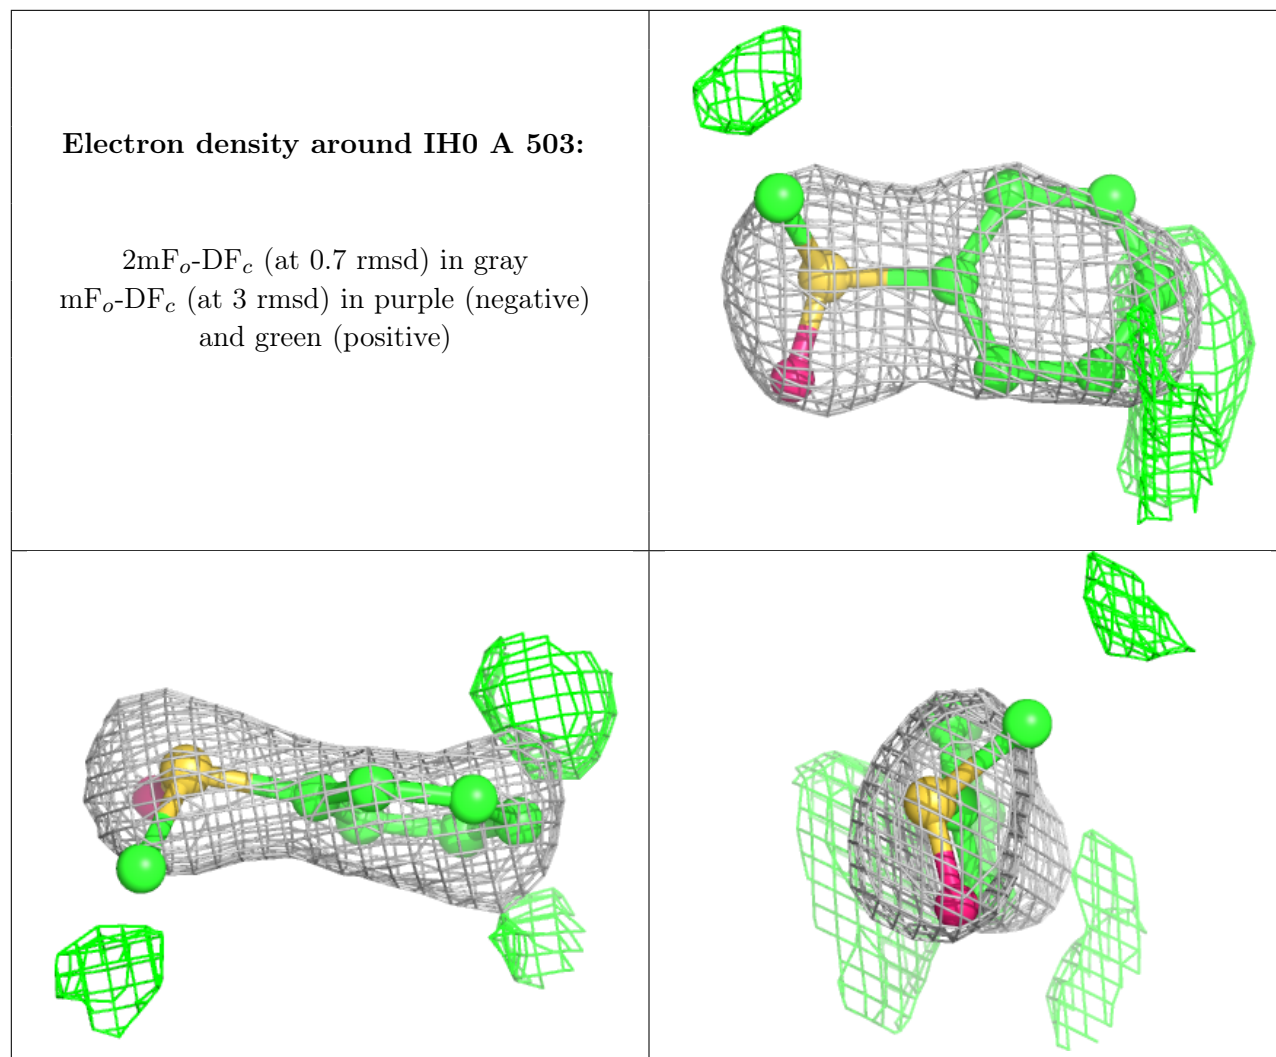 Electron density around IH0 A 503:
2mFo-DFc (at 0.7 rmsd) in gray
mFo-DFc (at 3 rmsd) in purple (negative)
and green (positive)